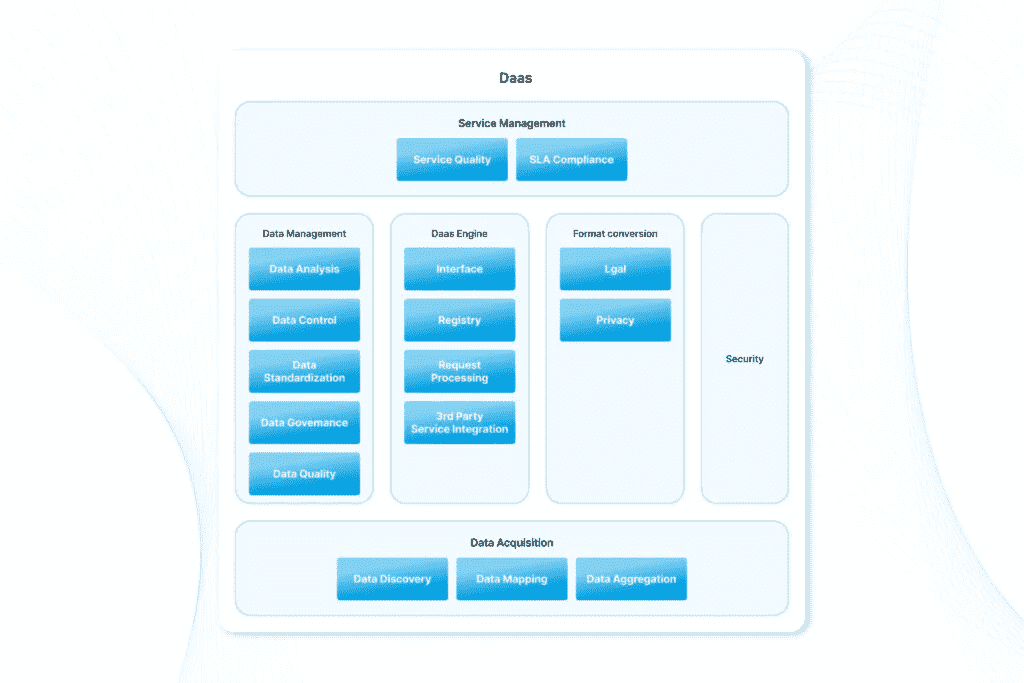 Daas
Service Management
Service Quality
SLA Compliance
Data Management
Data Analysis
Data Control
Data
Standardization
Data Govemance
Data Quality
Daas Engine
Interface
Registry
Request
Processing
3rd Party
Service Integration
Format conversion
Lgal
Privacy
Security
Data Acquisition
Data Discovery
Data Mapping
Data Aggregation